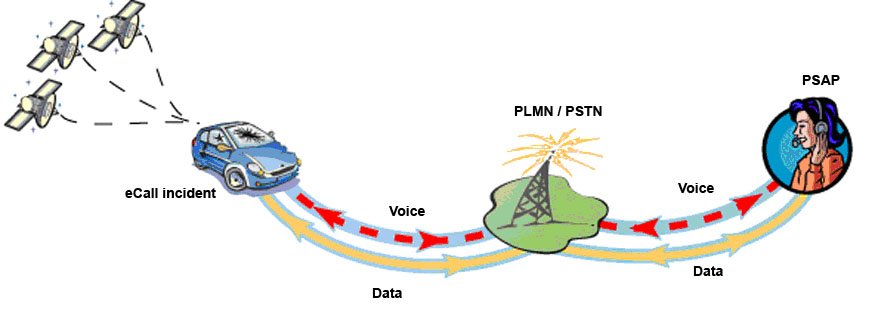 PSAP
PLMN / PSTN
eCall incident
Voice
Voice
Data
Data